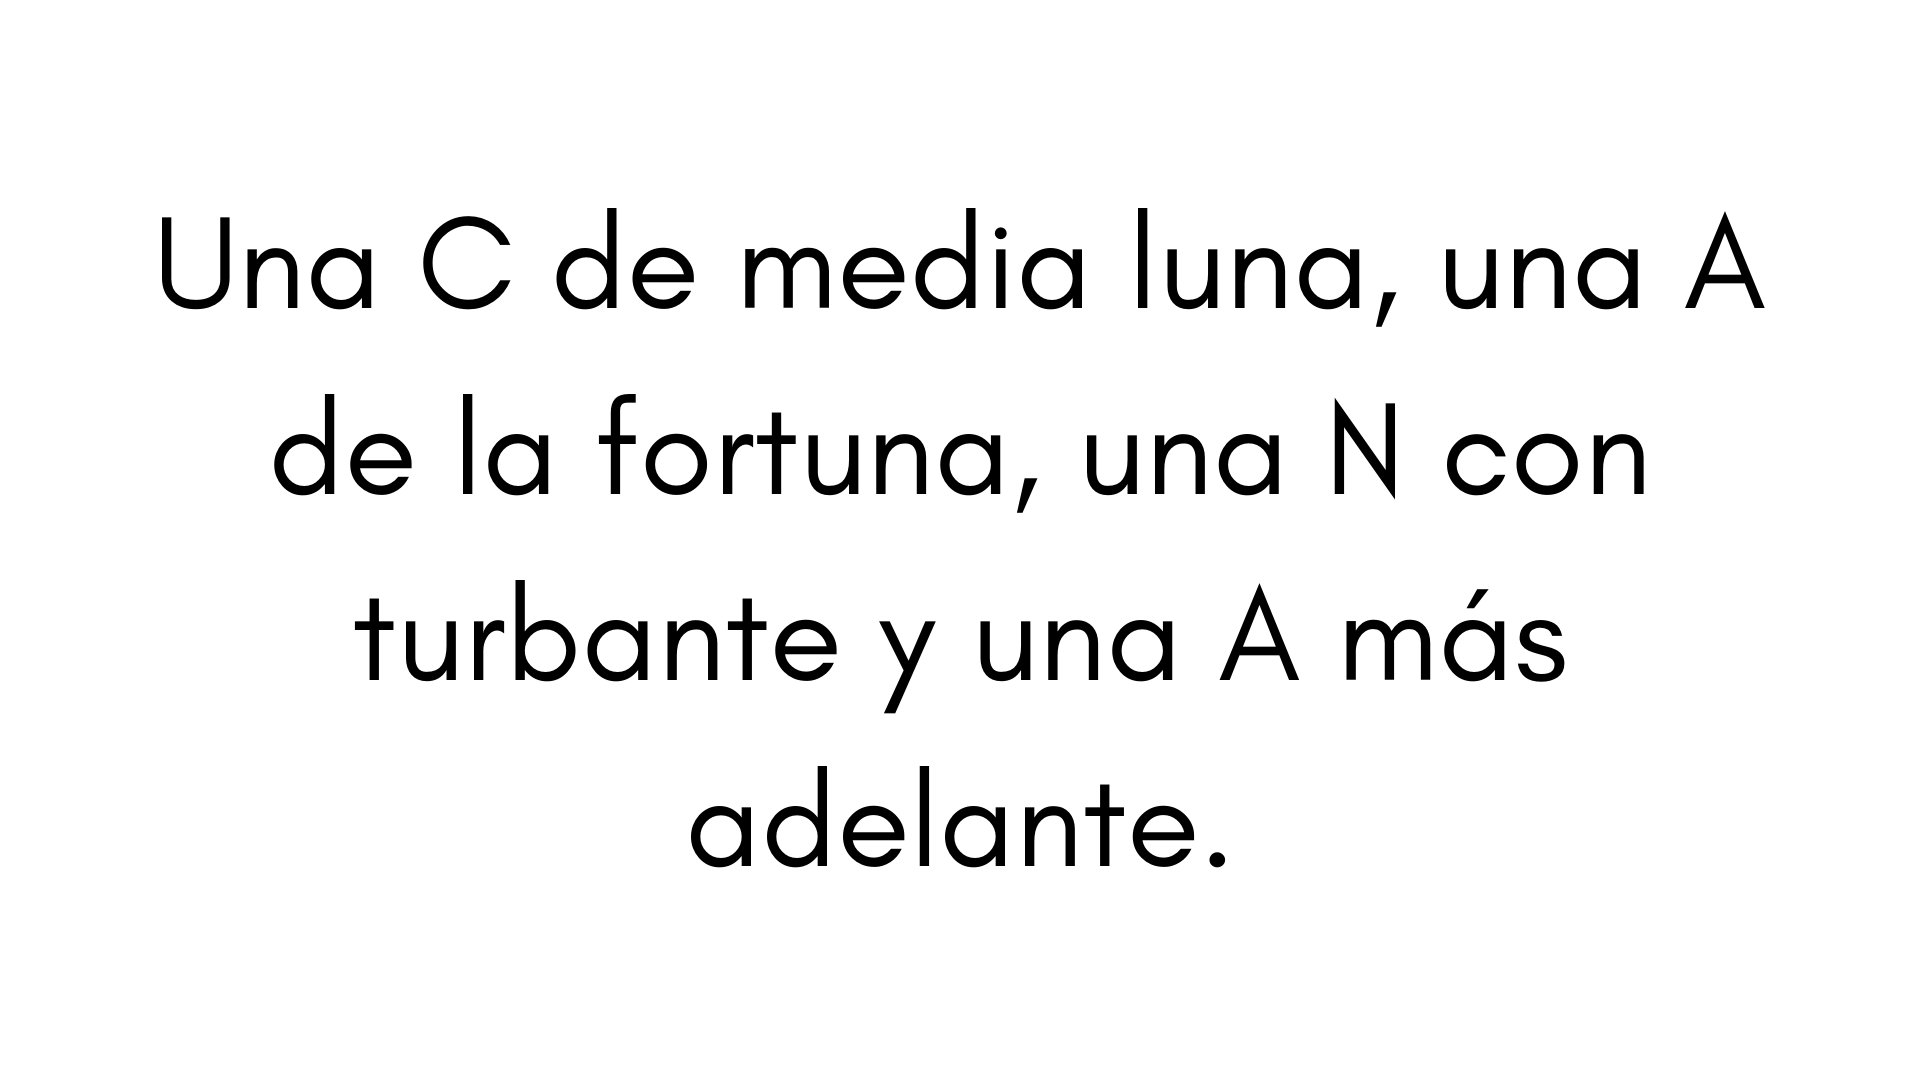 Una C de media luna, una A
de la fortuna, una N con
turbante y una A más
adelante.